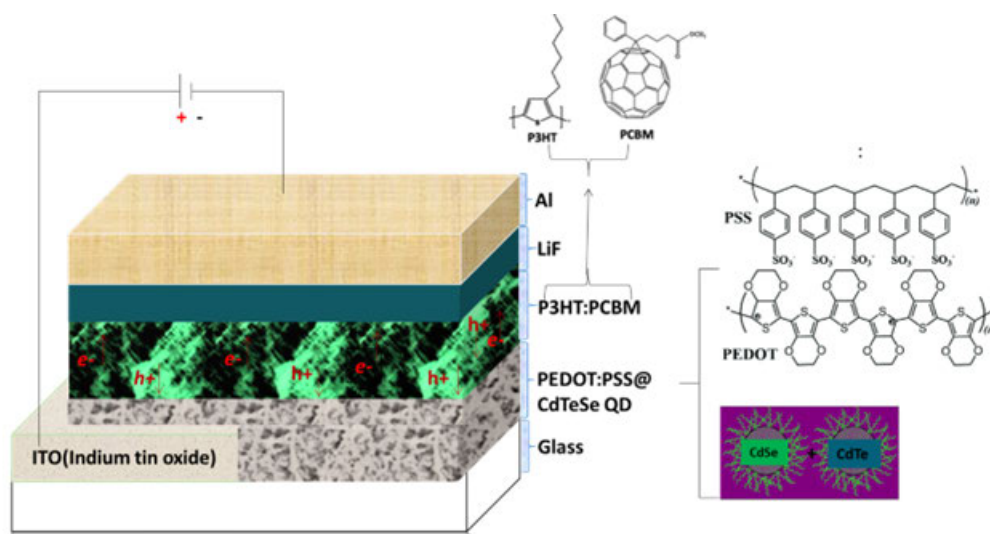 OCH₃
O
S
P3HT
PCBM
+ -
Al
LiF
P3HT:PCBM
PEDOT:PSS@
CdTeSe QD
Glass
ITO(Indium tin oxide)
e-
h+
e-
h+
e-
h+
h+
e-
:
PSS
(n)
SO₃⁻ SO₃⁻ SO₃⁻ SO₃⁻ SO₃⁻
O O O O O O
S S S S S S
O O O O O O
PEDOT
CdSe
+
CdTe